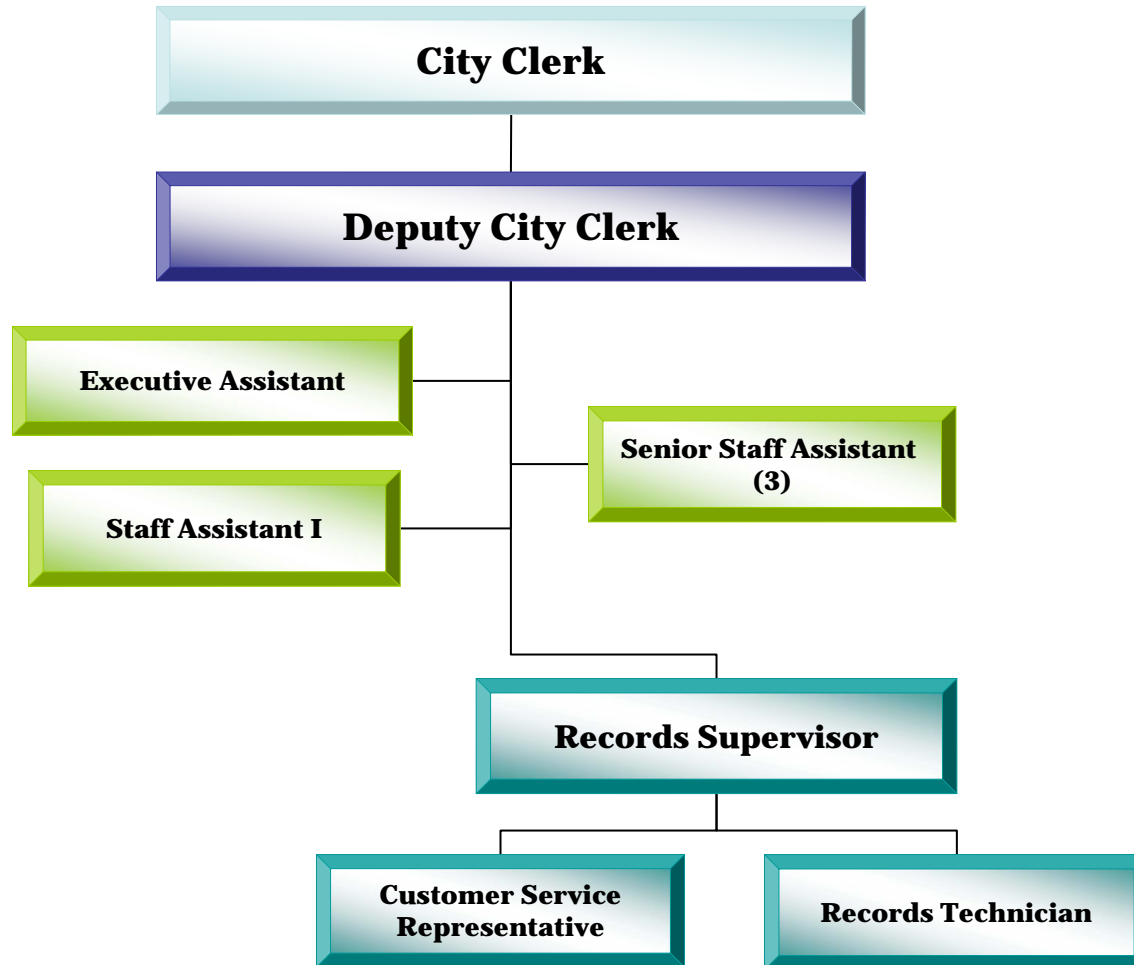 City Clerk
Deputy City Clerk
Executive Assistant
Senior Staff Assistant
(3)
Staff Assistant I
Records Supervisor
Customer Service
Representative
Records Technician